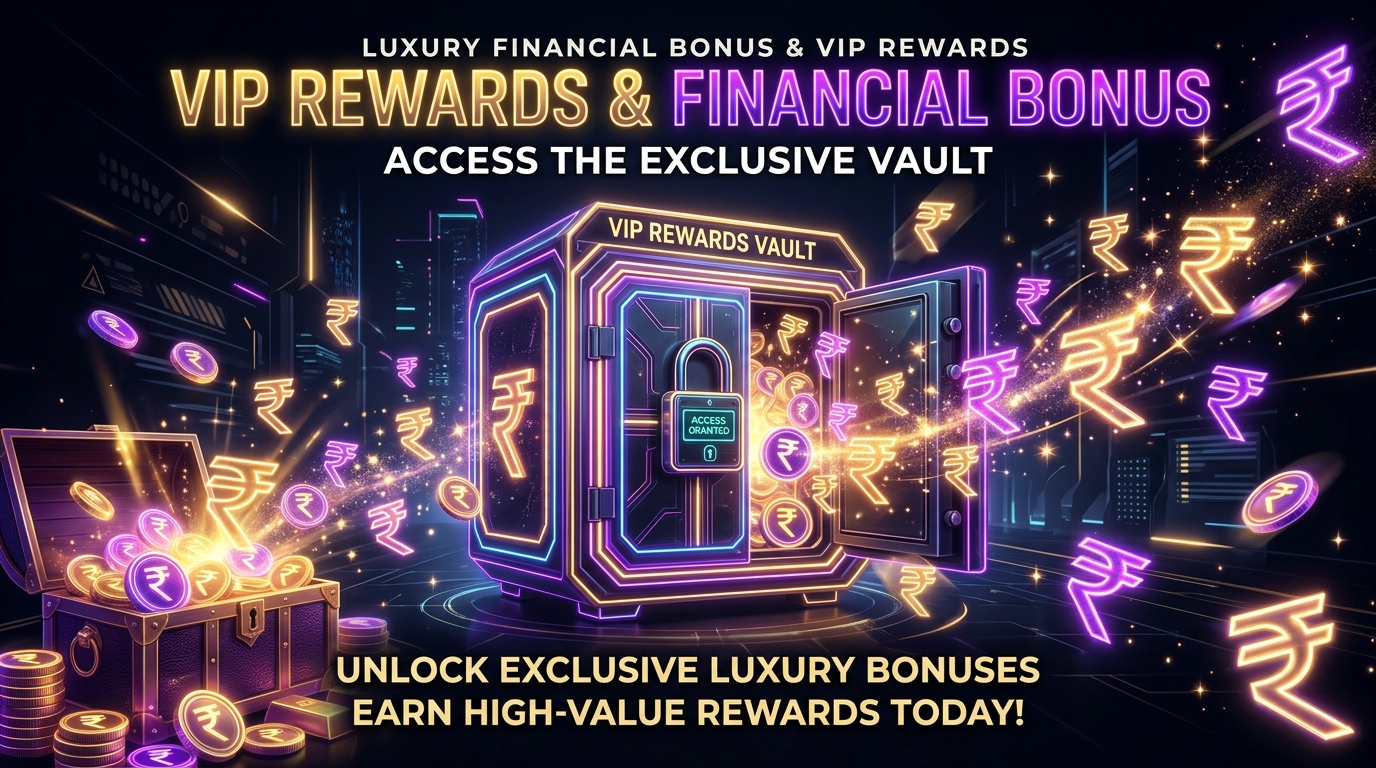 LUXURY FINANCIAL BONUS & VIP REWARDS
VIP REWARDS & FINANCIAL BONUS
ACCESS THE EXCLUSIVE VAULT
VIP REWARDS VAULT
ACCESS
ORANTED
UNLOCK EXCLUSIVE LUXURY BONUSES
EARN HIGH-VALUE REWARDS TODAY!